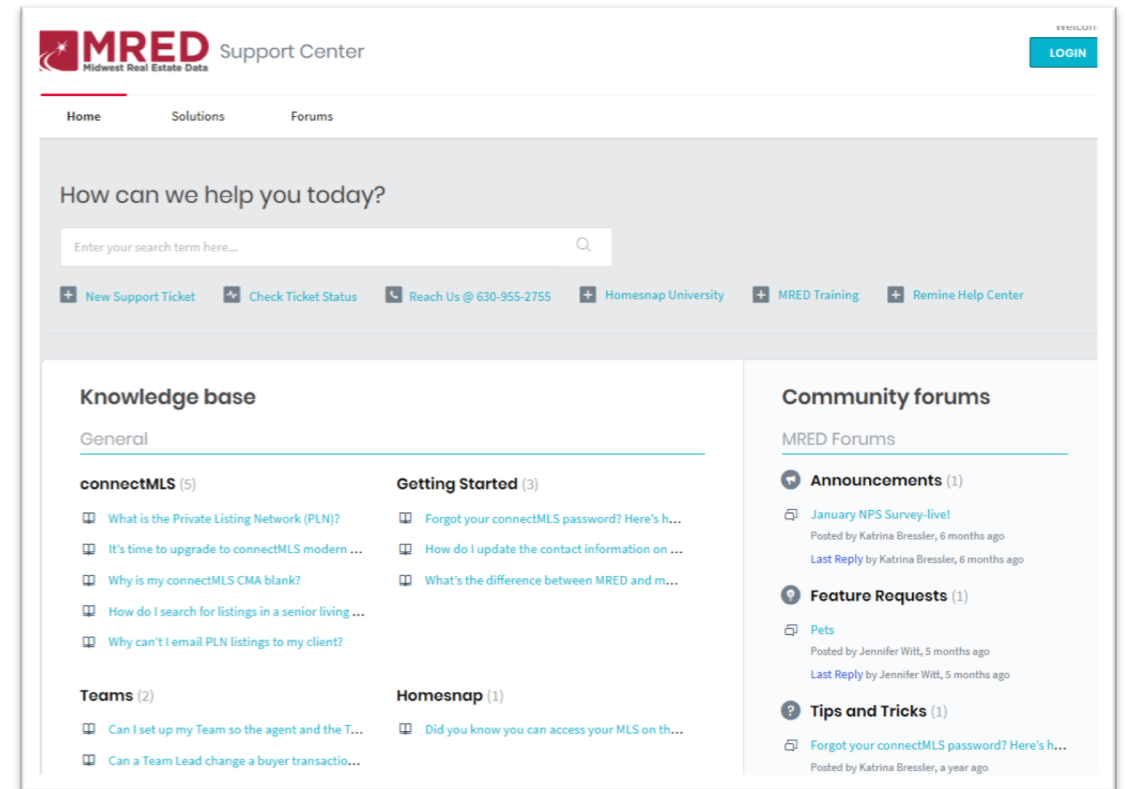 MRED
Midwest Real Estate Data
Support Center
LOGIN
Home Solutions Forums
How can we help you today?
Enter your search term here...
New Support Ticket Check Ticket Status Reach Us @ 630-955-2755 Homesnap University MRED Training Remine Help Center
Knowledge base
General
connectMLS (5)
What is the Private Listing Network (PLN)?
It's time to upgrade to connectMLS modern ...
Why is my connectMLS CMA blank?
How do I search for listings in a senior living ...
Why can't I email PLN listings to my client?
Getting Started (3)
Forgot your connectMLS password? Here's h...
How do I update the contact information on ...
What's the difference between MRED and m...
Teams (2)
Can I set up my Team so the agent and the T...
Can a Team Lead change a buyer transactio...
Homesnap (1)
Did you know you can access your MLS on th...
Community forums
MRED Forums
Announcements (1)
January NPS Survey-live!
Posted by Katrina Bressler, 6 months ago
Last Reply by Katrina Bressler, 6 months ago
Feature Requests (1)
Pets
Posted by Jennifer Witt, 5 months ago
Last Reply by Jennifer Witt, 5 months ago
Tips and Tricks (1)
Forgot your connectMLS password? Here's h...
Posted by Katrina Bressler, a year ago